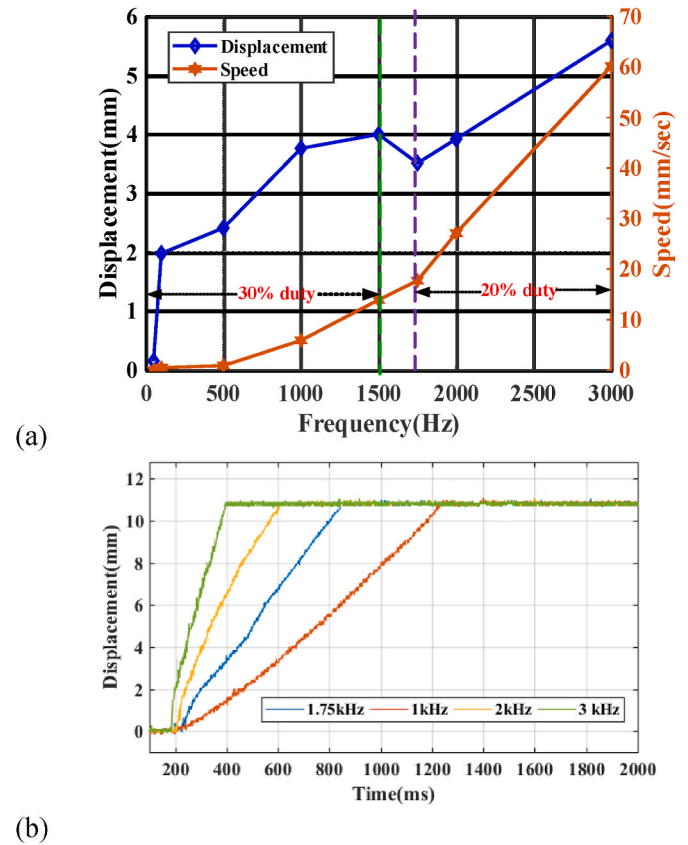 6
5
4
3
2
1
0
Displacement(mm)
Displacement
Speed
30% duty
20% duty
70
60
50
40
30
20
10
0
Speed(mm/sec)
0 500 1000 1500 2000 3000
Frequency(Hz)
(a)
12
10
8
6
4
2
0
Displacement(mm)
1.75kHz 1kHz 2kHz 3 kHz
200 400 600 800 1000 1200 1400 1600 1800 2000
Time(ms)
(b)